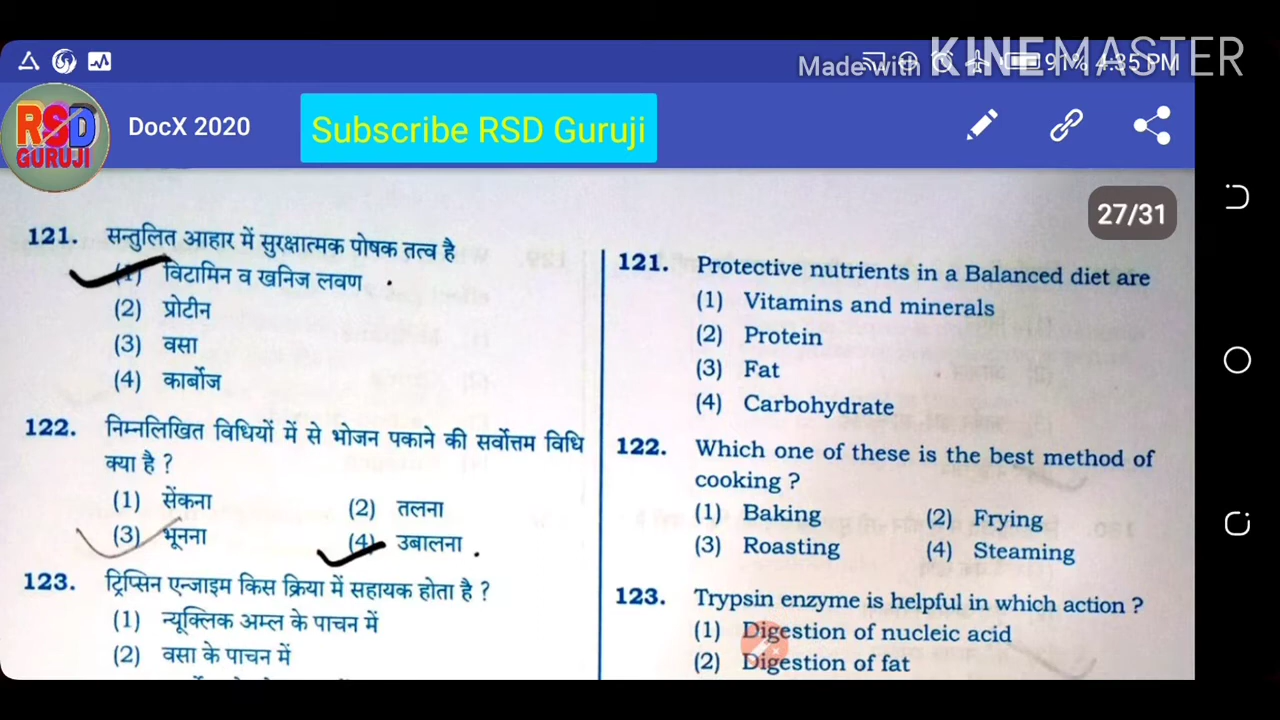 Made with KINEMASTER
91% 4:35 PM
RSD
GURUJI
DocX 2020
Subscribe RSD Guruji
27/31
121. सन्तुलित आहार में सुरक्षात्मक पोषक तत्व है
(1) विटामिन व खनिज लवण
(2) प्रोटीन
(3) वसा
(4) कार्बोज
122. निम्नलिखित विधियों में से भोजन पकाने की सर्वोत्तम विधि
क्या है ?
(1) सेंकना (2) तलना
(3) भूनना (4) उबालना
123. ट्रिप्सिन एन्जाइम किस क्रिया में सहायक होता है ?
(1) न्यूक्लिक अम्ल के पाचन में
(2) वसा के पाचन में
121. Protective nutrients in a Balanced diet are
(1) Vitamins and minerals
(2) Protein
(3) Fat
(4) Carbohydrate
122. Which one of these is the best method of
cooking ?
(1) Baking (2) Frying
(3) Roasting (4) Steaming
123. Trypsin enzyme is helpful in which action ?
(1) Digestion of nucleic acid
(2) Digestion of fat